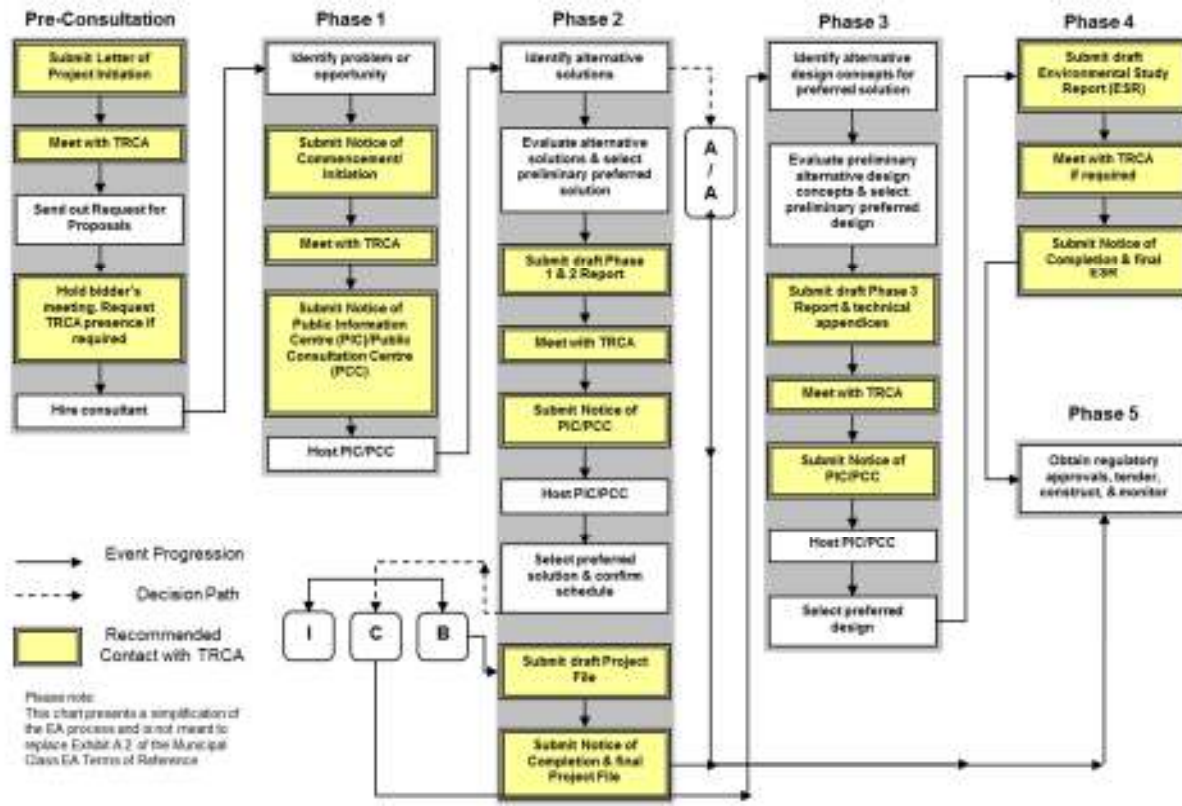 Pre-Consultation
Submit Letter of
Project Initiation
Meet with TRCA
Send out Request for
Proposals
Hold bidder's
meeting. Request
TRCA presence if
required
Hire consultant
Phase 1
Identify problem or
opportunity
Submit Notice of
Commencement/
Initiation
Meet with TRCA
Submit Notice of
Public Information
Centre (PIC)/Public
Consultation Centre
(PCC)
Host PIC/PCC
Phase 2
Identify alternative
solutions
Evaluate alternative
solutions & select
preliminary preferred
solution
Submit draft Phase
1 & 2 Report
Meet with TRCA
Submit Notice of
PIC/PCC
Host PIC/PCC
Select preferred
solution & confirm
schedule
Submit draft Project
File
Submit Notice of
Completion & final
Project File
A
/
A
I
C
B
Phase 3
Identify alternative
design concepts for
preferred solution
Evaluate preliminary
alternative design
concepts & select
preliminary preferred
design
Submit draft Phase 3
Report & technical
appendices
Meet with TRCA
Submit Notice of
PIC/PCC
Host PIC/PCC
Select preferred
design
Phase 4
Submit draft
Environmental Study
Report (ESR)
Meet with TRCA
if required
Submit Notice of
Completion & final
ESR
Phase 5
Obtain regulatory
approvals, tender,
construct, & monitor
Event Progression
Decision Path
Recommended
Contact with TRCA
Please note:
This chart presents a simplification of
the EA process and is not meant to
replace Exhibit A.2 of the Municipal
Class EA Terms of Reference